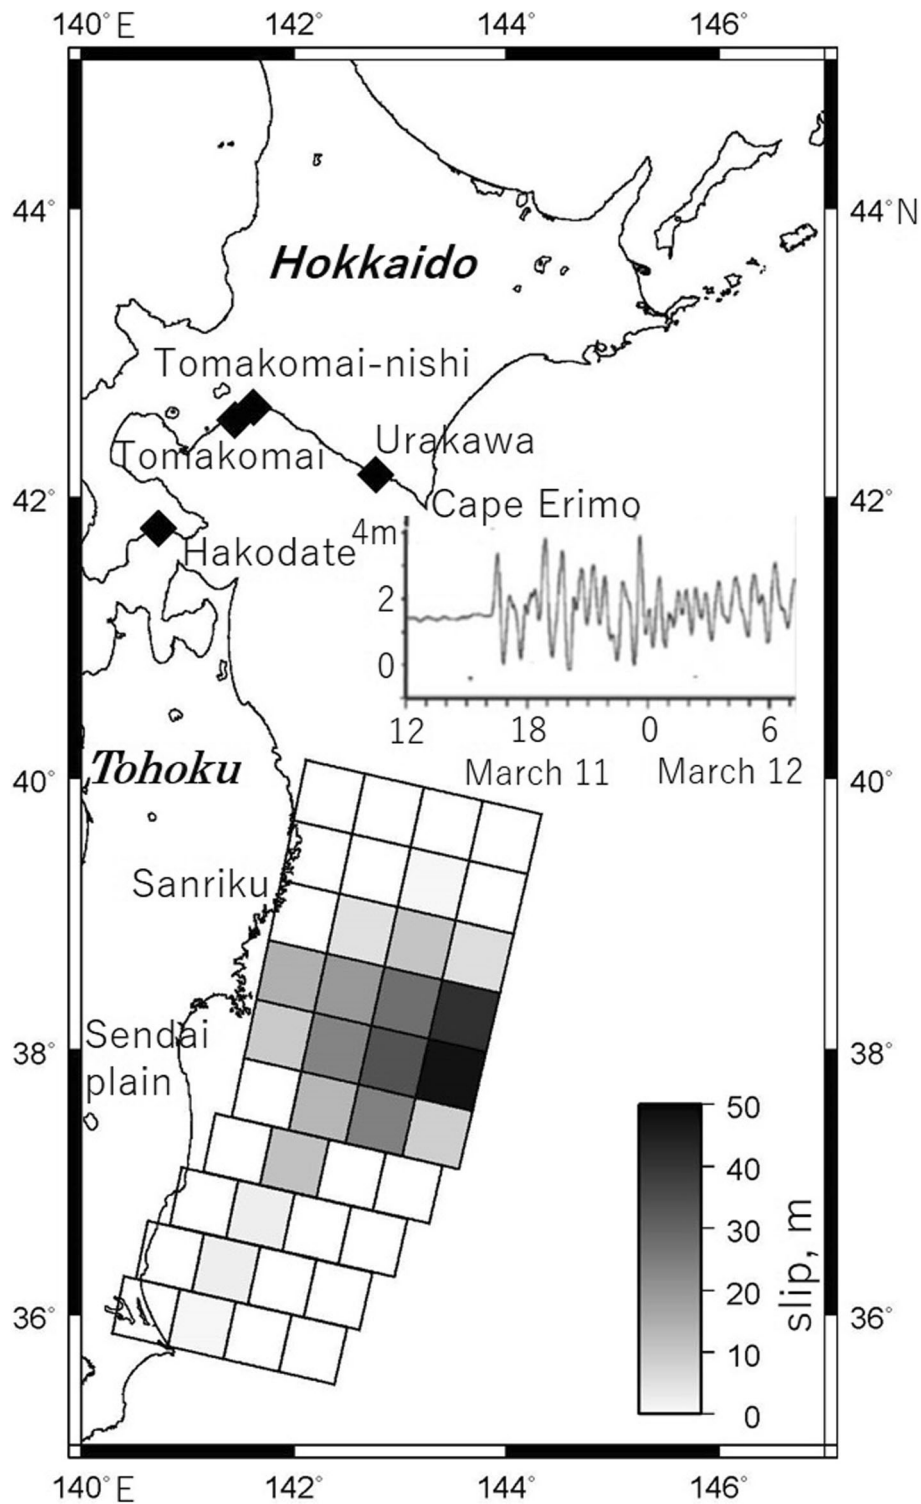 140°E 142° 144° 146°
44° 44°N
Hokkaido
Tomakomai-nishi
Urakawa
Tomakomai
42° 42°
Cape Erimo
Hakodate
4m
2
0
12 18 0 6
March 11 March 12
Tohoku
40° 40°
Sanriku
Sendai
plain
38° 38°
50
40
30
20
10
0
slip, m
36° 36°
140°E 142° 144° 146°